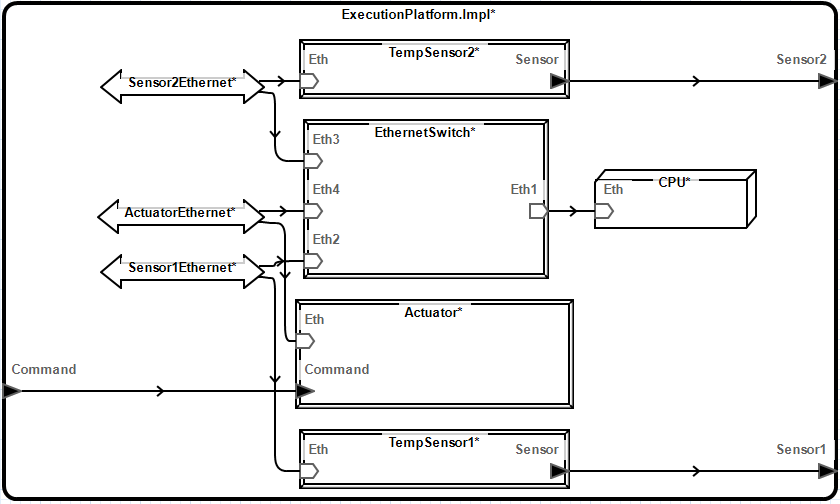 ExecutionPlatform.Impl*
TempSensor2*
Eth
Sensor
Sensor2
Sensor2Ethernet*
EthernetSwitch*
Eth3
Eth4
Eth1
Eth
CPU*
ActuatorEthernet*
Eth2
Sensor1Ethernet*
Actuator*
Eth
Command
Command
TempSensor1*
Eth
Sensor
Sensor1